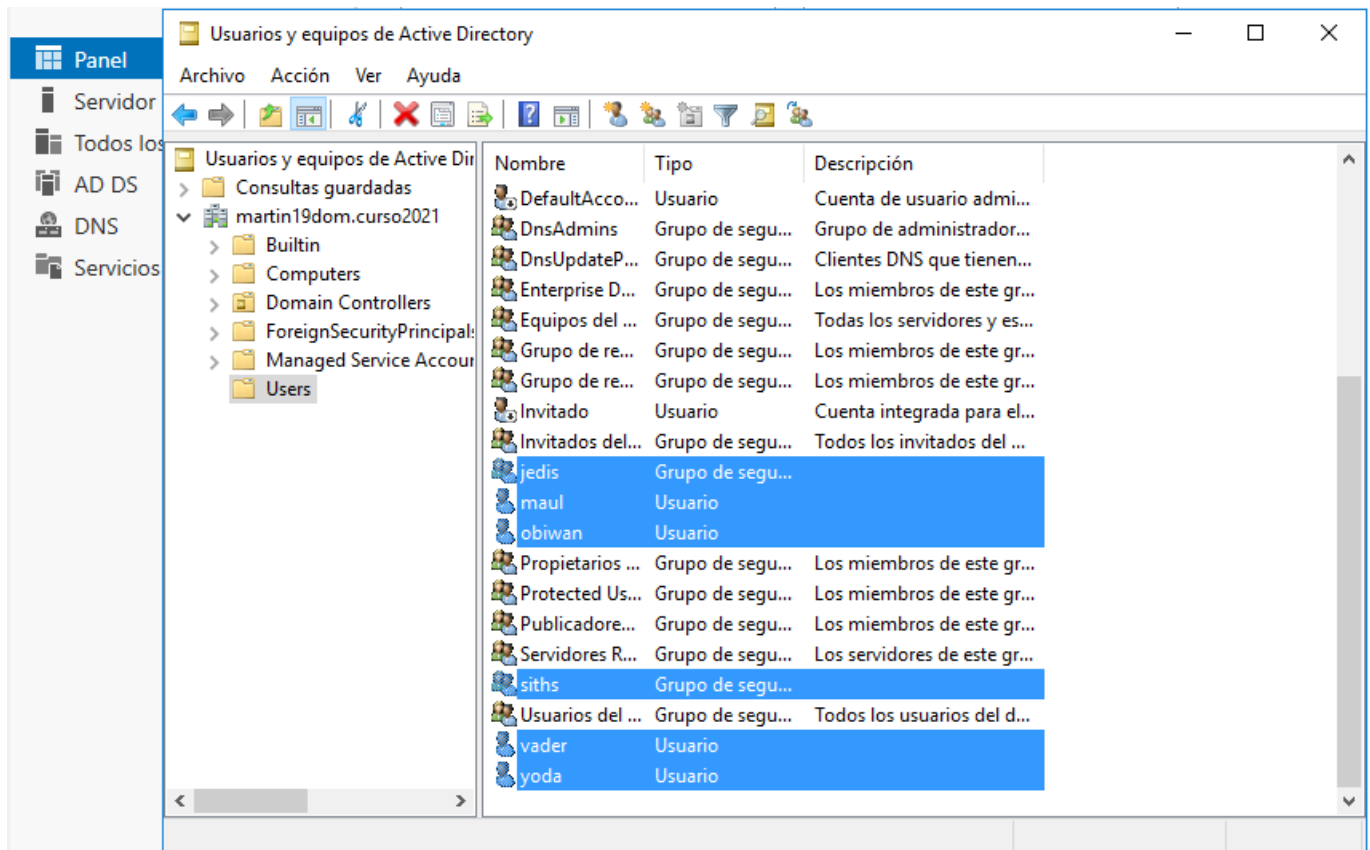 Usuarios y equipos de Active Directory
Archivo Acción Ver Ayuda
Panel
Servidor
Todos los
AD DS
DNS
Servicios
Usuarios y equipos de Active Dir
Consultas guardadas
martin19dom.curso2021
Builtin
Computers
Domain Controllers
ForeignSecurityPrincipals
Managed Service Accour
Users
Nombre Tipo Descripción
DefaultAcco... Usuario Cuenta de usuario admi...
DnsAdmins Grupo de segu... Grupo de administrador...
DnsUpdateP... Grupo de segu... Clientes DNS que tienen...
Enterprise D... Grupo de segu... Los miembros de este gr...
Equipos del ... Grupo de segu... Todas los servidores y es...
Grupo de re... Grupo de segu... Los miembros de este gr...
Grupo de re... Grupo de segu... Los miembros de este gr...
Invitado Usuario Cuenta integrada para el...
Invitados del... Grupo de segu... Todos los invitados del ...
jedis Grupo de segu...
maul Usuario
obiwan Usuario
Propietarios ... Grupo de segu... Los miembros de este gr...
Protected Us... Grupo de segu... Los miembros de este gr...
Publicadore... Grupo de segu... Los miembros de este gr...
Servidores R... Grupo de segu... Los servidores de este gr...
siths Grupo de segu...
Usuarios del ... Grupo de segu... Todos los usuarios del d...
vader Usuario
yoda Usuario